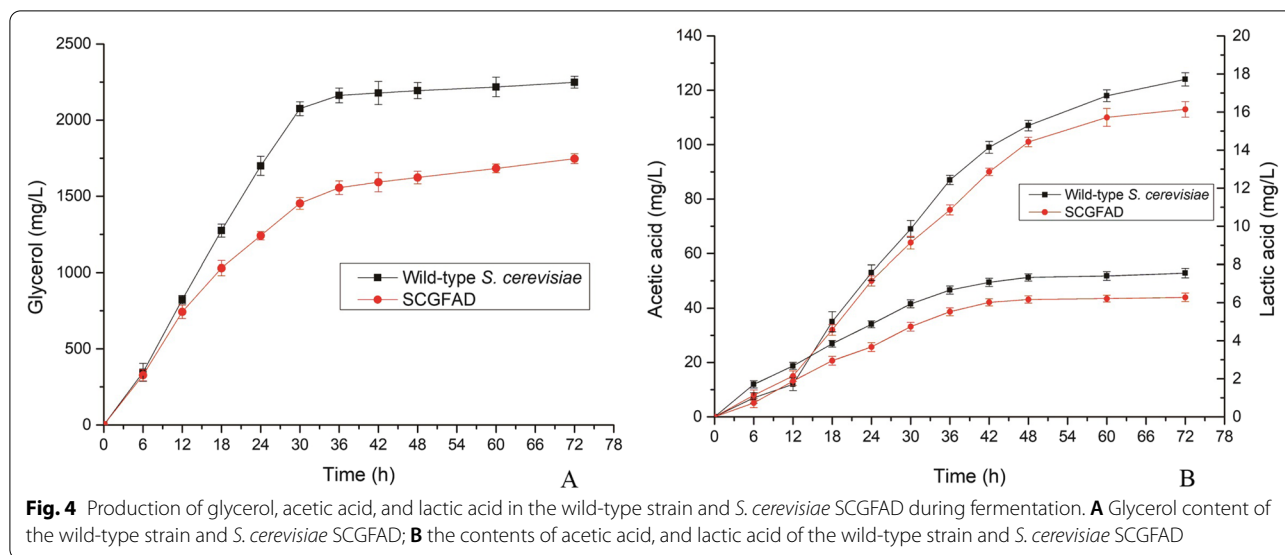 2500
2000
1500
1000
500
0
Glycerol (mg/L)
Wild-type S. cerevisiae
SCGFAD
0 6 12 18 24 30 36 42 48 54 60 66 72 78
Time (h)
A
140
120
100
80
60
40
20
0
Acetic acid (mg/L)
Wild-type S. cerevisiae
SCGFAD
20
18
16
14
12
10
8
6
4
2
0
Lactic acid (mg/L)
0 6 12 18 24 30 36 42 48 54 60 66 72 78
Time (h)
B
Fig. 4 Production of glycerol, acetic acid, and lactic acid in the wild-type strain and S. cerevisiae SCGFAD during fermentation. A Glycerol content of
the wild-type strain and S. cerevisiae SCGFAD; B the contents of acetic acid, and lactic acid of the wild-type strain and S. cerevisiae SCGFAD